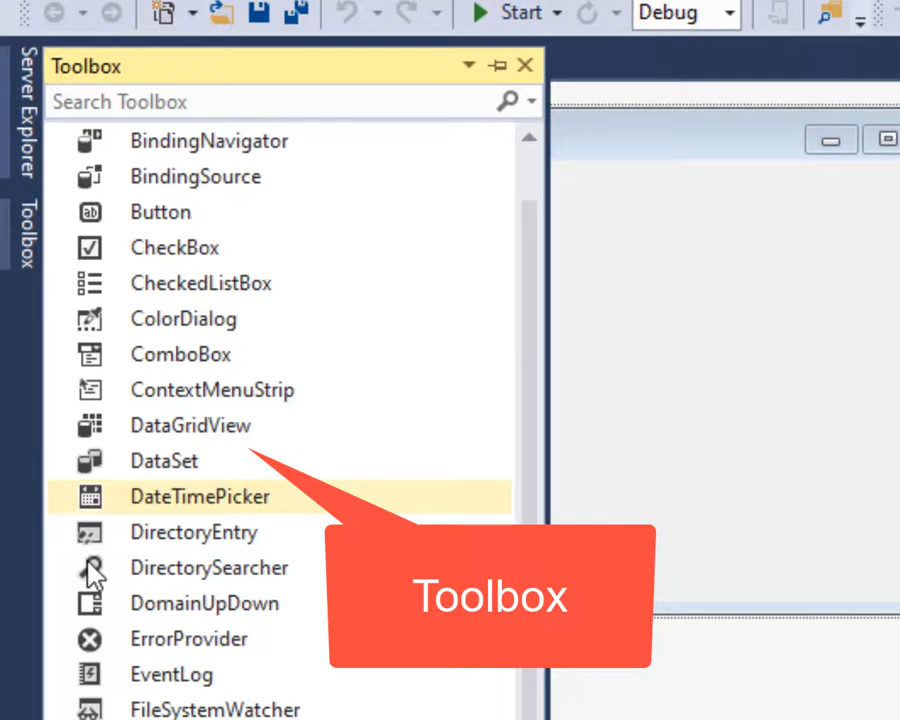 Start
Debug
Server Explorer
Toolbox
Toolbox
Search Toolbox
BindingNavigator
BindingSource
Button
CheckBox
CheckedListBox
ColorDialog
ComboBox
ContextMenuStrip
DataGridView
DataSet
DateTimePicker
DirectoryEntry
DirectorySearcher
DomainUpDown
ErrorProvider
EventLog
FileSystemWatcher
Toolbox